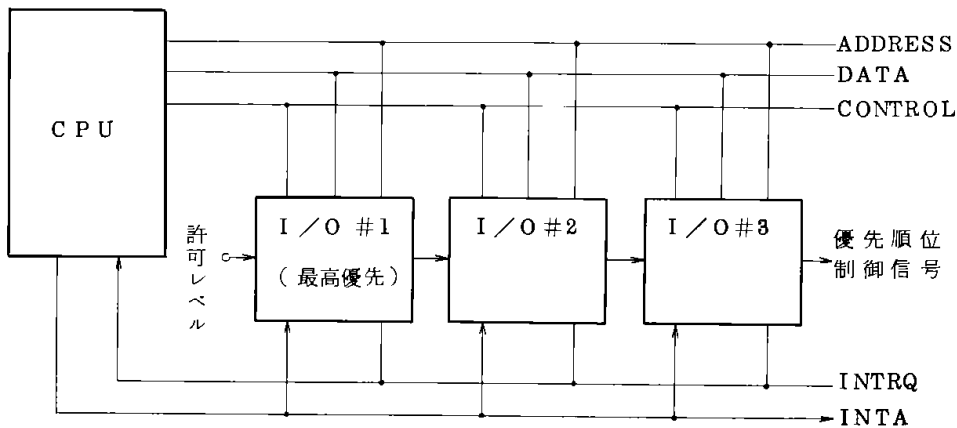 ADDRESS
DATA
CONTROL
CPU
I/O #1
(最高優先)
I/O#2
I/O#3
許可レベル
優先順位
制御信号
INTRQ
INTA